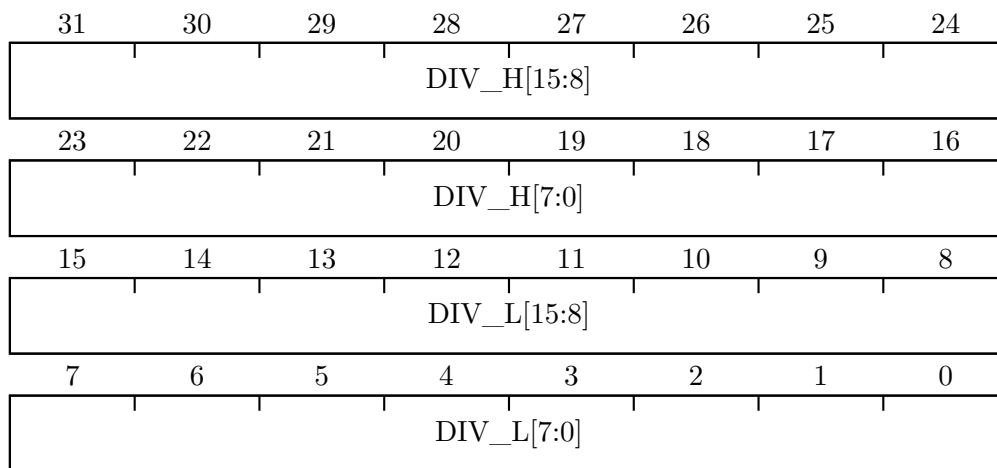 31 30 29 28 27 26 25 24
DIV_H[15:8]
23 22 21 20 19 18 17 16
DIV_H[7:0]
15 14 13 12 11 10 9 8
DIV_L[15:8]
7 6 5 4 3 2 1 0
DIV_L[7:0]